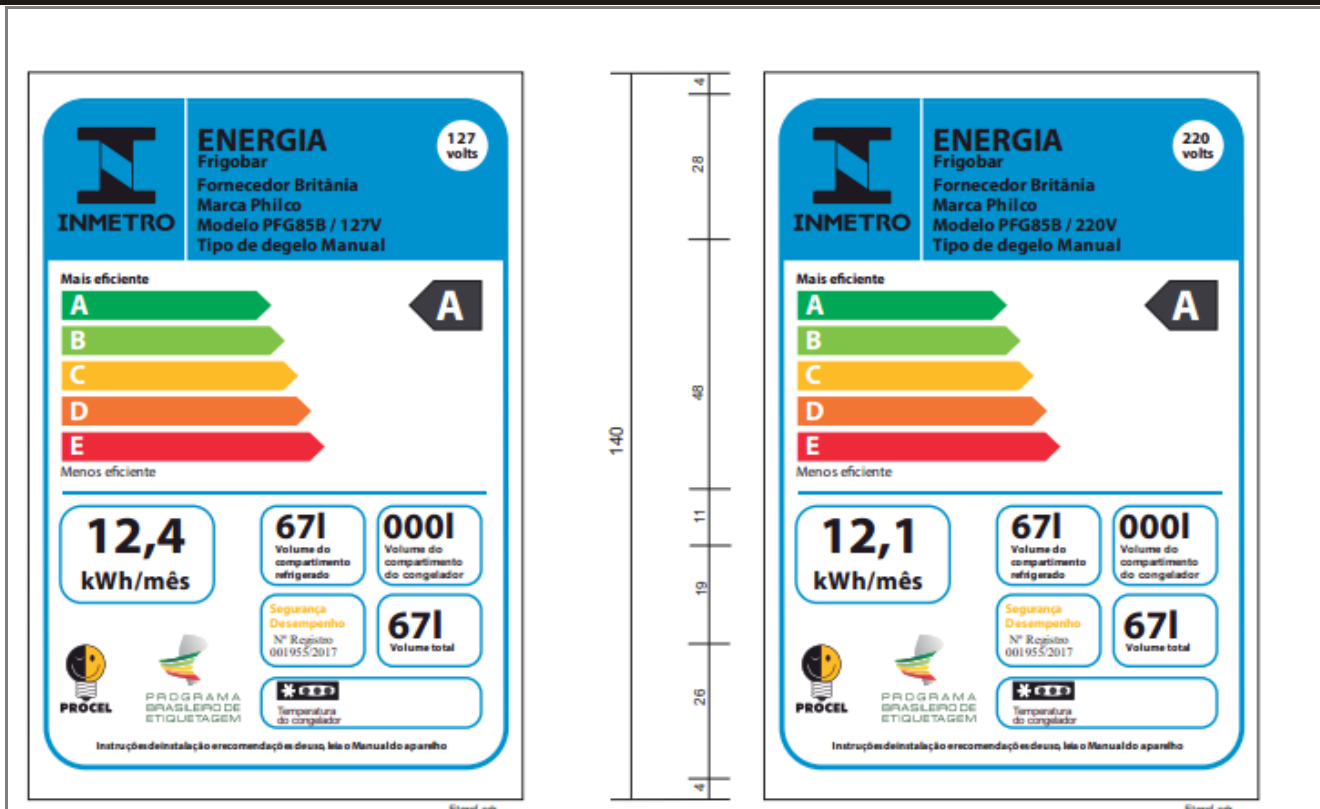 ENERGIA
Frigobar
Fornecedor Britânia
Marca Philco
Modelo PFG85B / 127V
Tipo de degelo Manual
127
volts
INMETRO
Mais eficiente
A
A
B
C
D
E
Menos eficiente
12,4
kWh/mês
67l
Volume do
compartimento
refrigerado
000l
Volume do
compartimento
do congelador
Segurança
Desempenho
Nº Registro
001955/2017
67l
Volume total
PROCEL
PROGRAMA
BRASILEIRO DE
ETIQUETAGEM
Temperatura
do congelador
Instruções de instalação e recomendações de uso, leia o Manual do aparelho
140
4
28
48
11
19
26
4
ENERGIA
Frigobar
Fornecedor Britânia
Marca Philco
Modelo PFG85B / 220V
Tipo de degelo Manual
220
volts
INMETRO
Mais eficiente
A
A
B
C
D
E
Menos eficiente
12,1
kWh/mês
67l
Volume do
compartimento
refrigerado
000l
Volume do
compartimento
do congelador
Segurança
Desempenho
Nº Registro
001955/2017
67l
Volume total
PROCEL
PROGRAMA
BRASILEIRO DE
ETIQUETAGEM
Temperatura
do congelador
Instruções de instalação e recomendações de uso, leia o Manual do aparelho